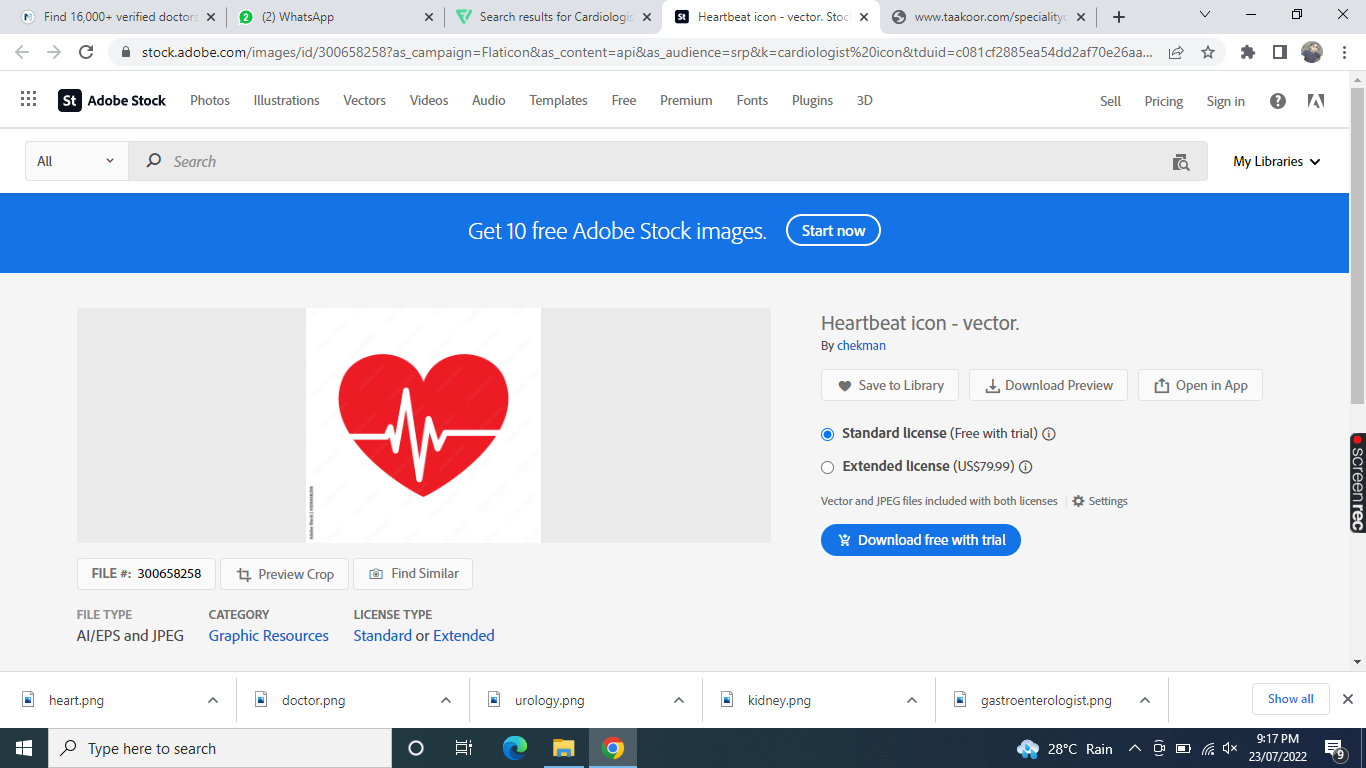 Find 16,000+ verified doctors
(2) WhatsApp
Search results for Cardiologis
Heartbeat icon - vector. Stoc
www.taakoor.com/specialityc
stock.adobe.com/images/id/300658258?as_campaign=Flaticon&as_content=api&as_audience=srp&k=cardiologist%20icon&tduid=c081cf2885ea54dd2af70e26aa...
St Adobe Stock Photos Illustrations Vectors Videos Audio Templates Free Premium Fonts Plugins 3D Sell Pricing Sign in
All Search My Libraries
Get 10 free Adobe Stock images. Start now
Heartbeat icon - vector.
By chekman
Save to Library Download Preview Open in App
Standard license (Free with trial)
Extended license (US$79.99)
Vector and JPEG files included with both licenses Settings
Download free with trial
Adobe Stock | #300658258
FILE #: 300658258 Preview Crop Find Similar
FILE TYPE CATEGORY LICENSE TYPE
AI/EPS and JPEG Graphic Resources Standard or Extended
screenrec
heart.png doctor.png urology.png kidney.png gastroenterologist.png Show all
Type here to search
28°C Rain
9:17 PM
23/07/2022
9